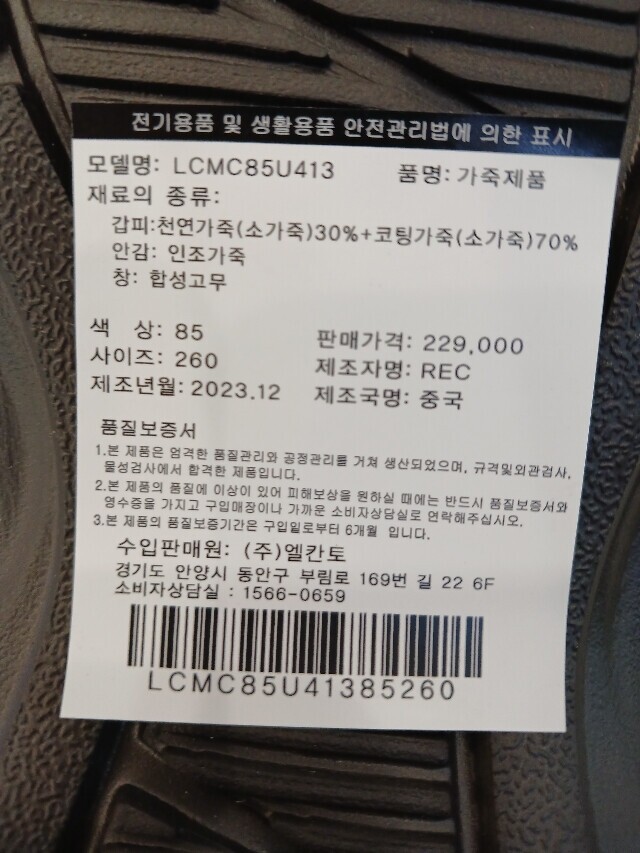 전기용품 및 생활용품 안전관리법에 의한 표시
모델명: LCMC85U413 품명: 가죽제품
재료의 종류:
갑피:천연가죽(소가죽)30%+코팅가죽(소가죽)70%
안감: 인조가죽
창: 합성고무
색 상: 85 판매가격: 229,000
사이즈: 260 제조자명: REC
제조년월: 2023.12 제조국명: 중국
품질보증서
1.본 제품은 엄격한 품질관리와 공정관리를 거쳐 생산되었으며, 규격및외관검사,
물성검사에서 합격한 제품입니다.
2.본 제품의 품질에 이상이 있어 피해보상을 원하실 때에는 반드시 품질보증서와
영수증을 가지고 구입매장이나 가까운 소비자상담실로 연락해주십시오.
3.본 제품의 품질보증기간은 구입일로부터 6개월 입니다.
수입판매원: (주)엘칸토
경기도 안양시 동안구 부림로 169번 길 22 6F
소비자상담실 : 1566-0659
LCMC85U41385260